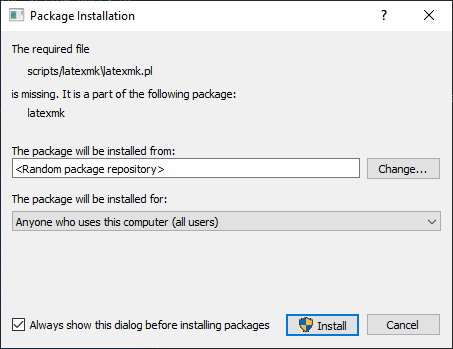 Package Installation
The required file
scripts/latexmk\latexmk.pl
is missing. It is a part of the following package:
latexmk
The package will be installed from:
<Random package repository>
Change...
The package will be installed for:
Anyone who uses this computer (all users)
Always show this dialog before installing packages
Install
Cancel